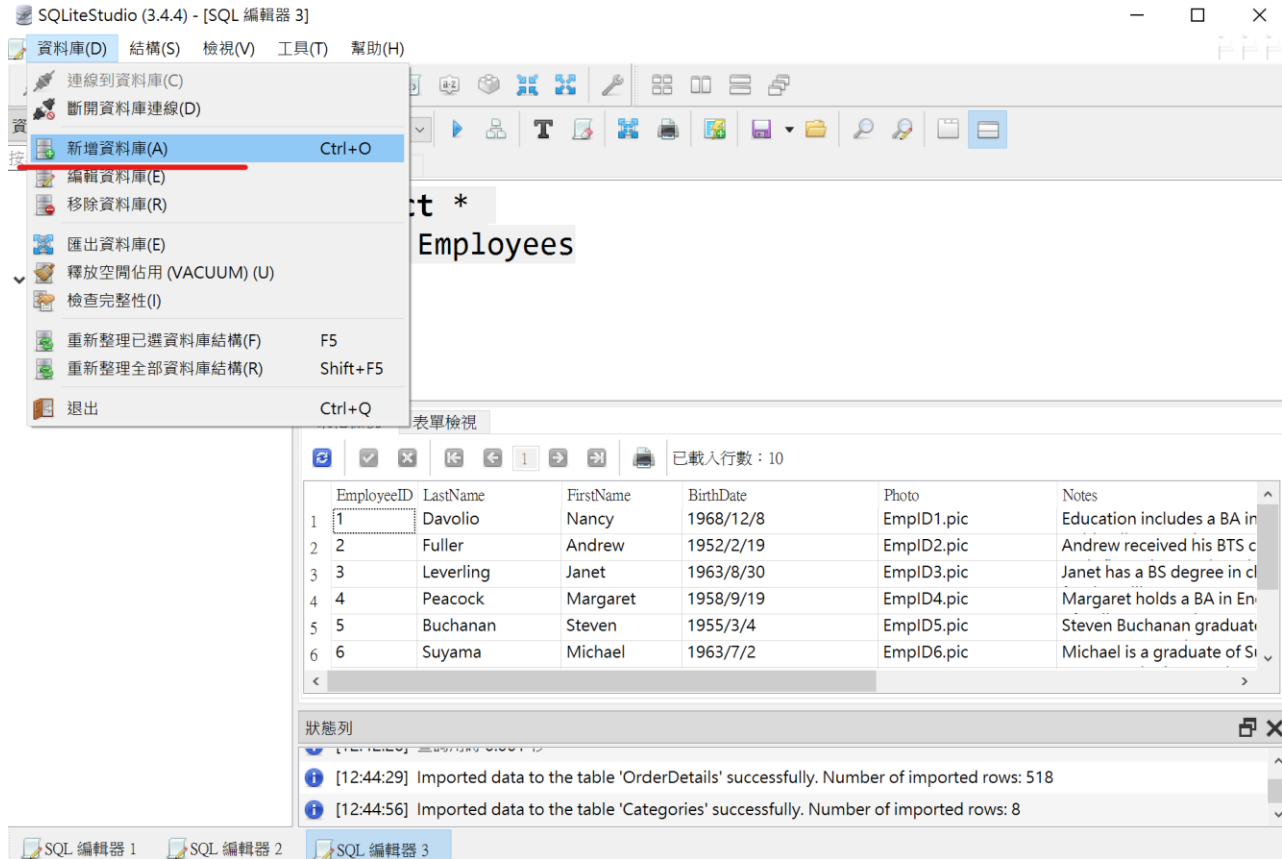 SQLiteStudio (3.4.4) - [SQL 編輯器 3]
資料庫(D) 結構(S) 檢視(V) 工具(T) 幫助(H)
連線到資料庫(C)
斷開資料庫連線(D)
新增資料庫(A) Ctrl+O
編輯資料庫(E)
移除資料庫(R)
匯出資料庫(E)
釋放空閒佔用 (VACUUM) (U)
檢查完整性(I)
重新整理已選資料庫結構(F) F5
重新整理全部資料庫結構(R) Shift+F5
退出 Ctrl+Q
資
按
ct *
Employees
表單檢視
1 已載入行數：10
EmployeeID LastName FirstName BirthDate Photo Notes
1 1 Davolio Nancy 1968/12/8 EmpID1.pic Education includes a BA in
2 2 Fuller Andrew 1952/2/19 EmpID2.pic Andrew received his BTS c
3 3 Leverling Janet 1963/8/30 EmpID3.pic Janet has a BS degree in cl
4 4 Peacock Margaret 1958/9/19 EmpID4.pic Margaret holds a BA in En
5 5 Buchanan Steven 1955/3/4 EmpID5.pic Steven Buchanan graduat
6 6 Suyama Michael 1963/7/2 EmpID6.pic Michael is a graduate of S
狀態列
[12:44:29] Imported data to the table 'OrderDetails' successfully. Number of imported rows: 518
[12:44:56] Imported data to the table 'Categories' successfully. Number of imported rows: 8
SQL 編輯器 1 SQL 編輯器 2 SQL 編輯器 3